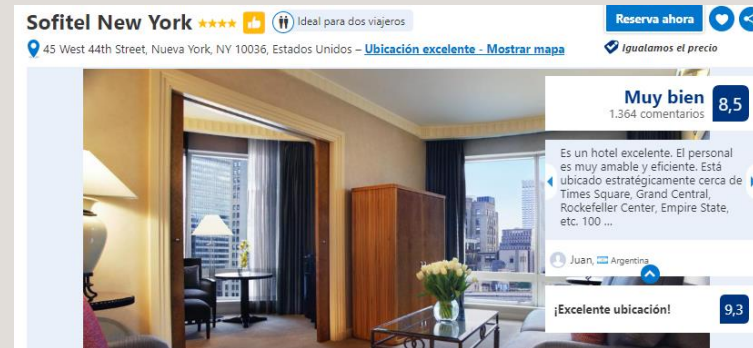 Sofitel New York
Ideal para dos viajeros
Reserva ahora
45 West 44th Street, Nueva York, NY 10036, Estados Unidos – Ubicación excelente - Mostrar mapa
Igualamos el precio
Muy bien
8,5
1.364 comentarios
Es un hotel excelente. El personal
es muy amable y eficiente. Está
ubicado estratégicamente cerca de
Times Square, Grand Central,
Rockefeller Center, Empire State,
etc. 100 ...
Juan, Argentina
¡Excelente ubicación! 9,3